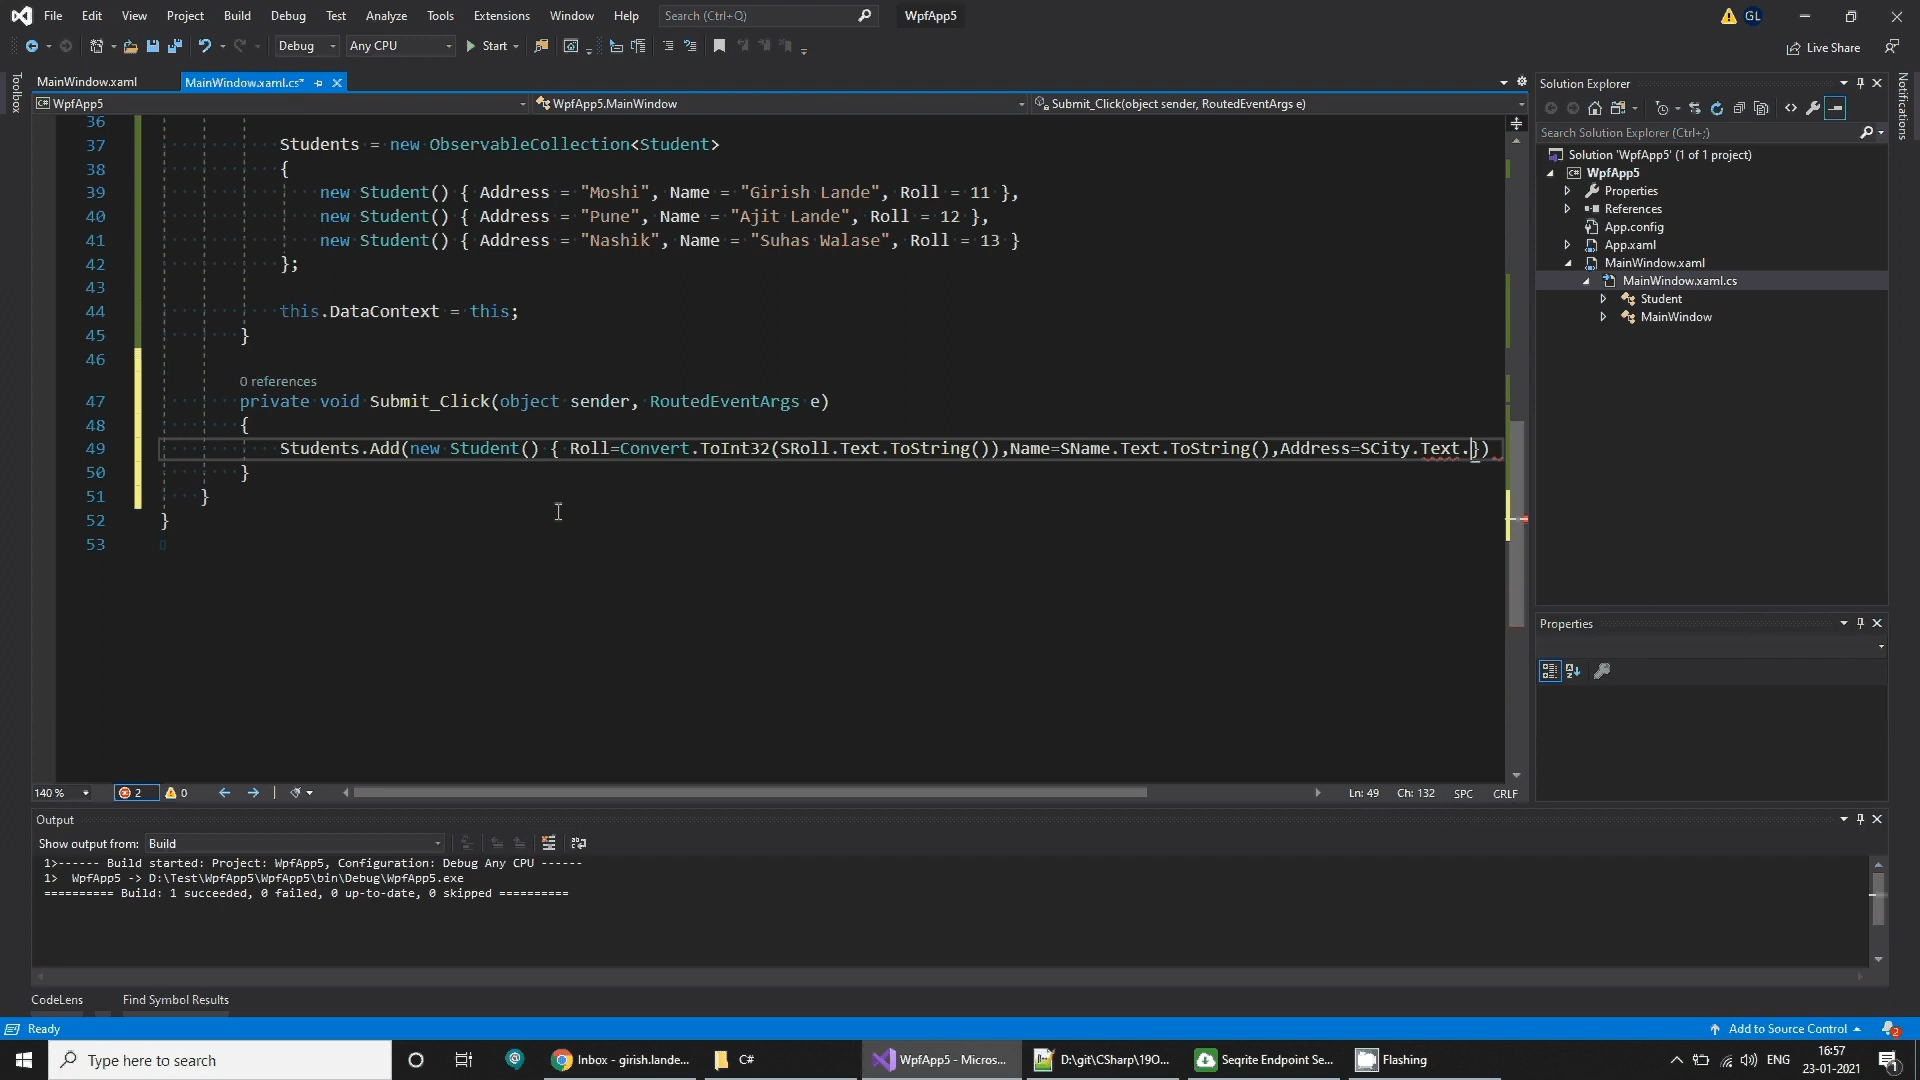 File Edit View Project Build Debug Test Analyze Tools Extensions Window Help Search (Ctrl+Q) WpfApp5 GL
Debug Any CPU Start Live Share
Toolbox
MainWindow.xaml MainWindow.xaml.cs*
WpfApp5 WpfApp5.MainWindow Submit_Click(object sender, RoutedEventArgs e)
36
37 Students = new ObservableCollection<Student>
38 {
39 new Student() { Address = "Moshi", Name = "Girish Lande", Roll = 11 },
40 new Student() { Address = "Pune", Name = "Ajit Lande", Roll = 12 },
41 new Student() { Address = "Nashik", Name = "Suhas Walase", Roll = 13 }
42 };
43
44 this.DataContext = this;
45 }
46
0 references
47 private void Submit_Click(object sender, RoutedEventArgs e)
48 {
49 Students.Add(new Student() { Roll=Convert.ToInt32(SRoll.Text.ToString()),Name=SName.Text.ToString(),Address=SCity.Text.})
50 }
51 }
52 }
53
140 % 2 0 Ln: 49 Ch: 132 SPC CRLF
Solution Explorer
Search Solution Explorer (Ctrl+;)
Solution 'WpfApp5' (1 of 1 project)
WpfApp5
Properties
References
App.config
App.xaml
MainWindow.xaml
MainWindow.xaml.cs
Student
MainWindow
Notifications
Properties
Output
Show output from: Build
1>------ Build started: Project: WpfApp5, Configuration: Debug Any CPU ------
1> WpfApp5 -> D:\Test\WpfApp5\WpfApp5\bin\Debug\WpfApp5.exe
========== Build: 1 succeeded, 0 failed, 0 up-to-date, 0 skipped ==========
CodeLens Find Symbol Results
Ready Add to Source Control 2
Type here to search Inbox - girish.lande... C# WpfApp5 - Micros... D:\git\CSharp\19O... Seqrite Endpoint Se... Flashing ENG 16:57
23-01-2021 1